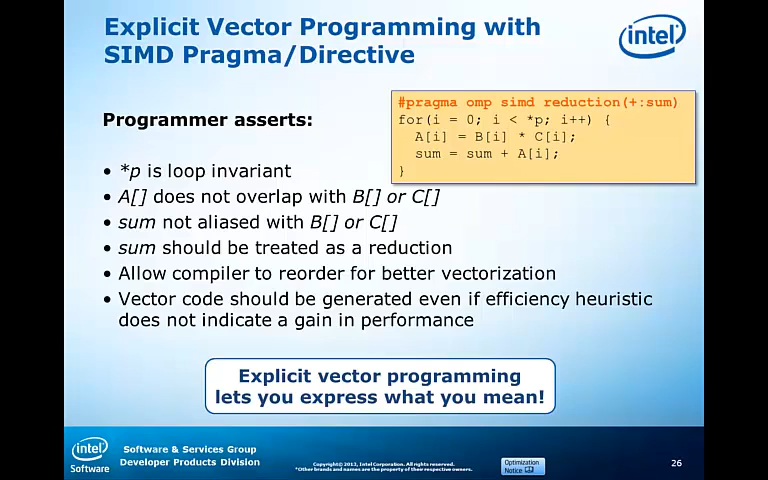 Explicit Vector Programming with
SIMD Pragma/Directive
intel
Programmer asserts:
#pragma omp simd reduction(+:sum)
for(i = 0; i < *p; i++) {
A[i] = B[i] * C[i];
sum = sum + A[i];
}
• *p is loop invariant
• A[] does not overlap with B[] or C[]
• sum not aliased with B[] or C[]
• sum should be treated as a reduction
• Allow compiler to reorder for better vectorization
• Vector code should be generated even if efficiency heuristic
does not indicate a gain in performance
Explicit vector programming
lets you express what you mean!
intel
Software
Software & Services Group
Developer Products Division
Copyright© 2012, Intel Corporation. All rights reserved.
*Other brands and names are the property of their respective owners.
Optimization
Notice
26